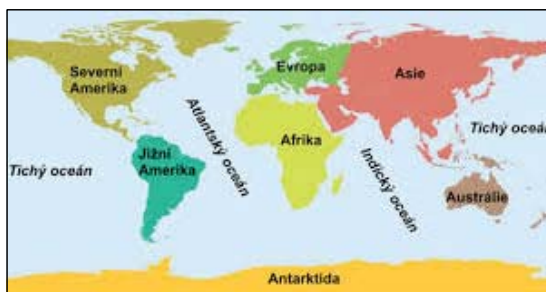 Severní
Amerika
Evropa
Asie
Atlantský oceán
Tichý oceán
Afrika
Tichý oceán
Jižní
Amerika
Indický oceán
Austrálie
Antarktida